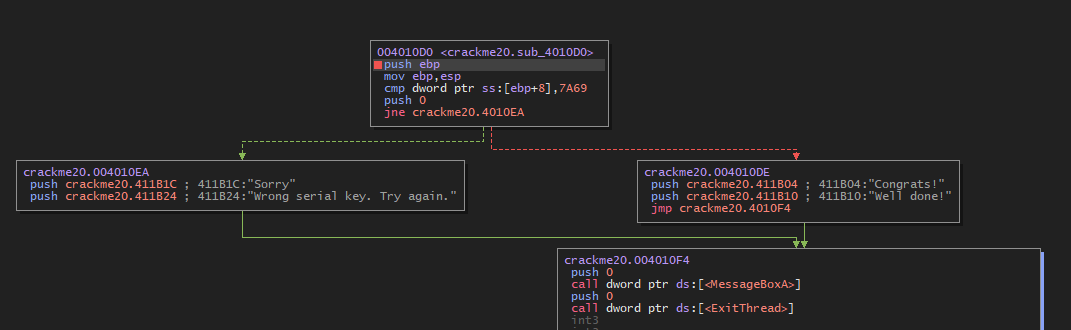 004010D0 <crackme20.sub_4010D0>
push ebp
mov ebp,esp
cmp dword ptr ss:[ebp+8],7A69
push 0
jne crackme20.4010EA
crackme20.004010EA
push crackme20.411B1C ; 411B1C:"Sorry"
push crackme20.411B24 ; 411B24:"Wrong serial key. Try again."
crackme20.004010DE
push crackme20.411B04 ; 411B04:"Congrats!"
push crackme20.411B10 ; 411B10:"Well done!"
jmp crackme20.4010F4
crackme20.004010F4
push 0
call dword ptr ds:[<MessageBoxA>]
push 0
call dword ptr ds:[<ExitThread>]
int3